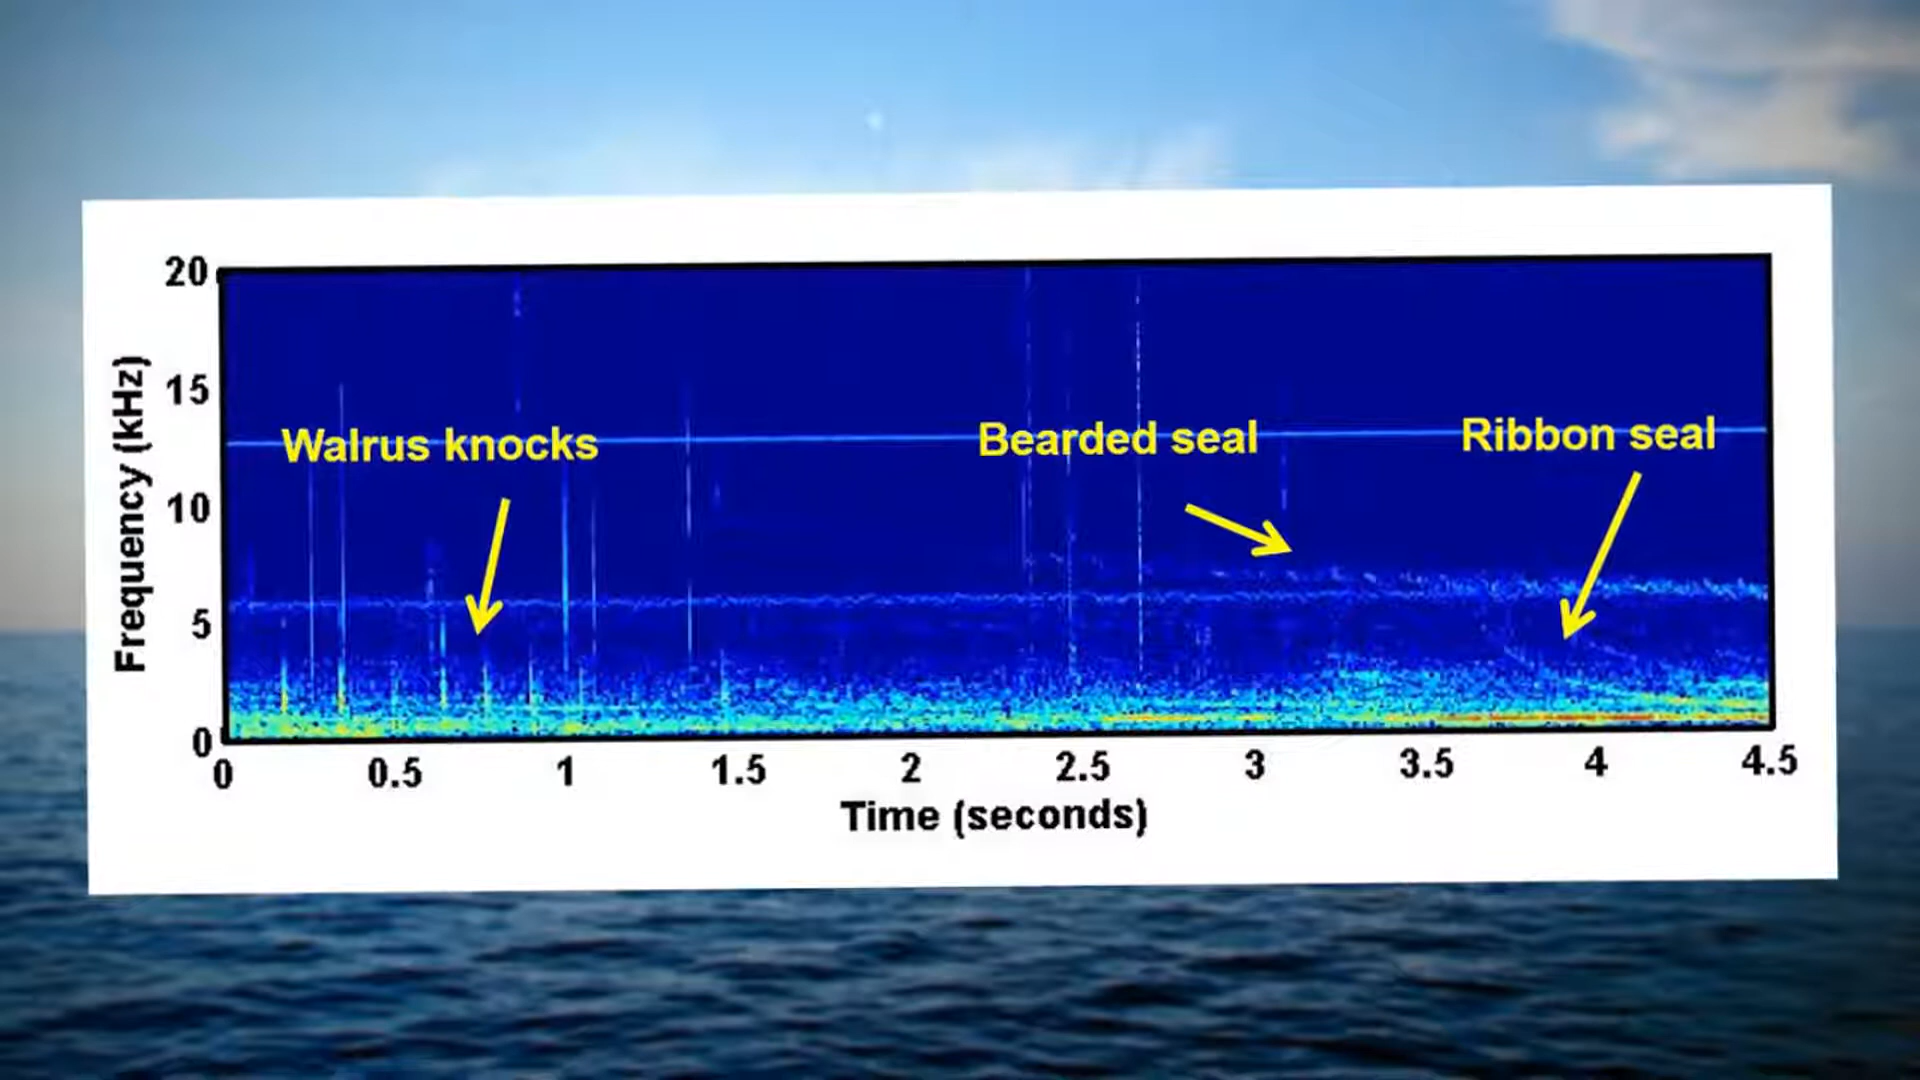 20
15
10
5
0
Frequency (kHz)
Walrus knocks
Bearded seal
Ribbon seal
0 0.5 1 1.5 2 2.5 3 3.5 4 4.5
Time (seconds)